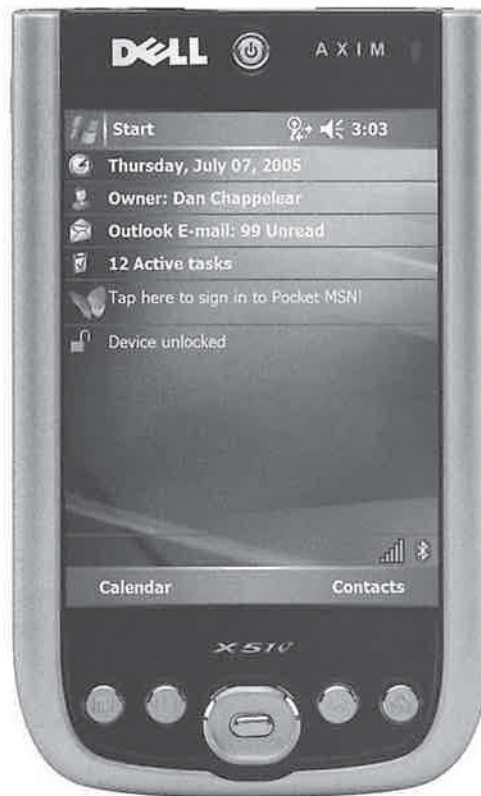 DELL AXIM
Start 3:03
Thursday, July 07, 2005
Owner: Dan Chappelear
Outlook E-mail: 99 Unread
12 Active tasks
Tap here to sign in to Pocket MSN!
Device unlocked
Calendar Contacts
X51v